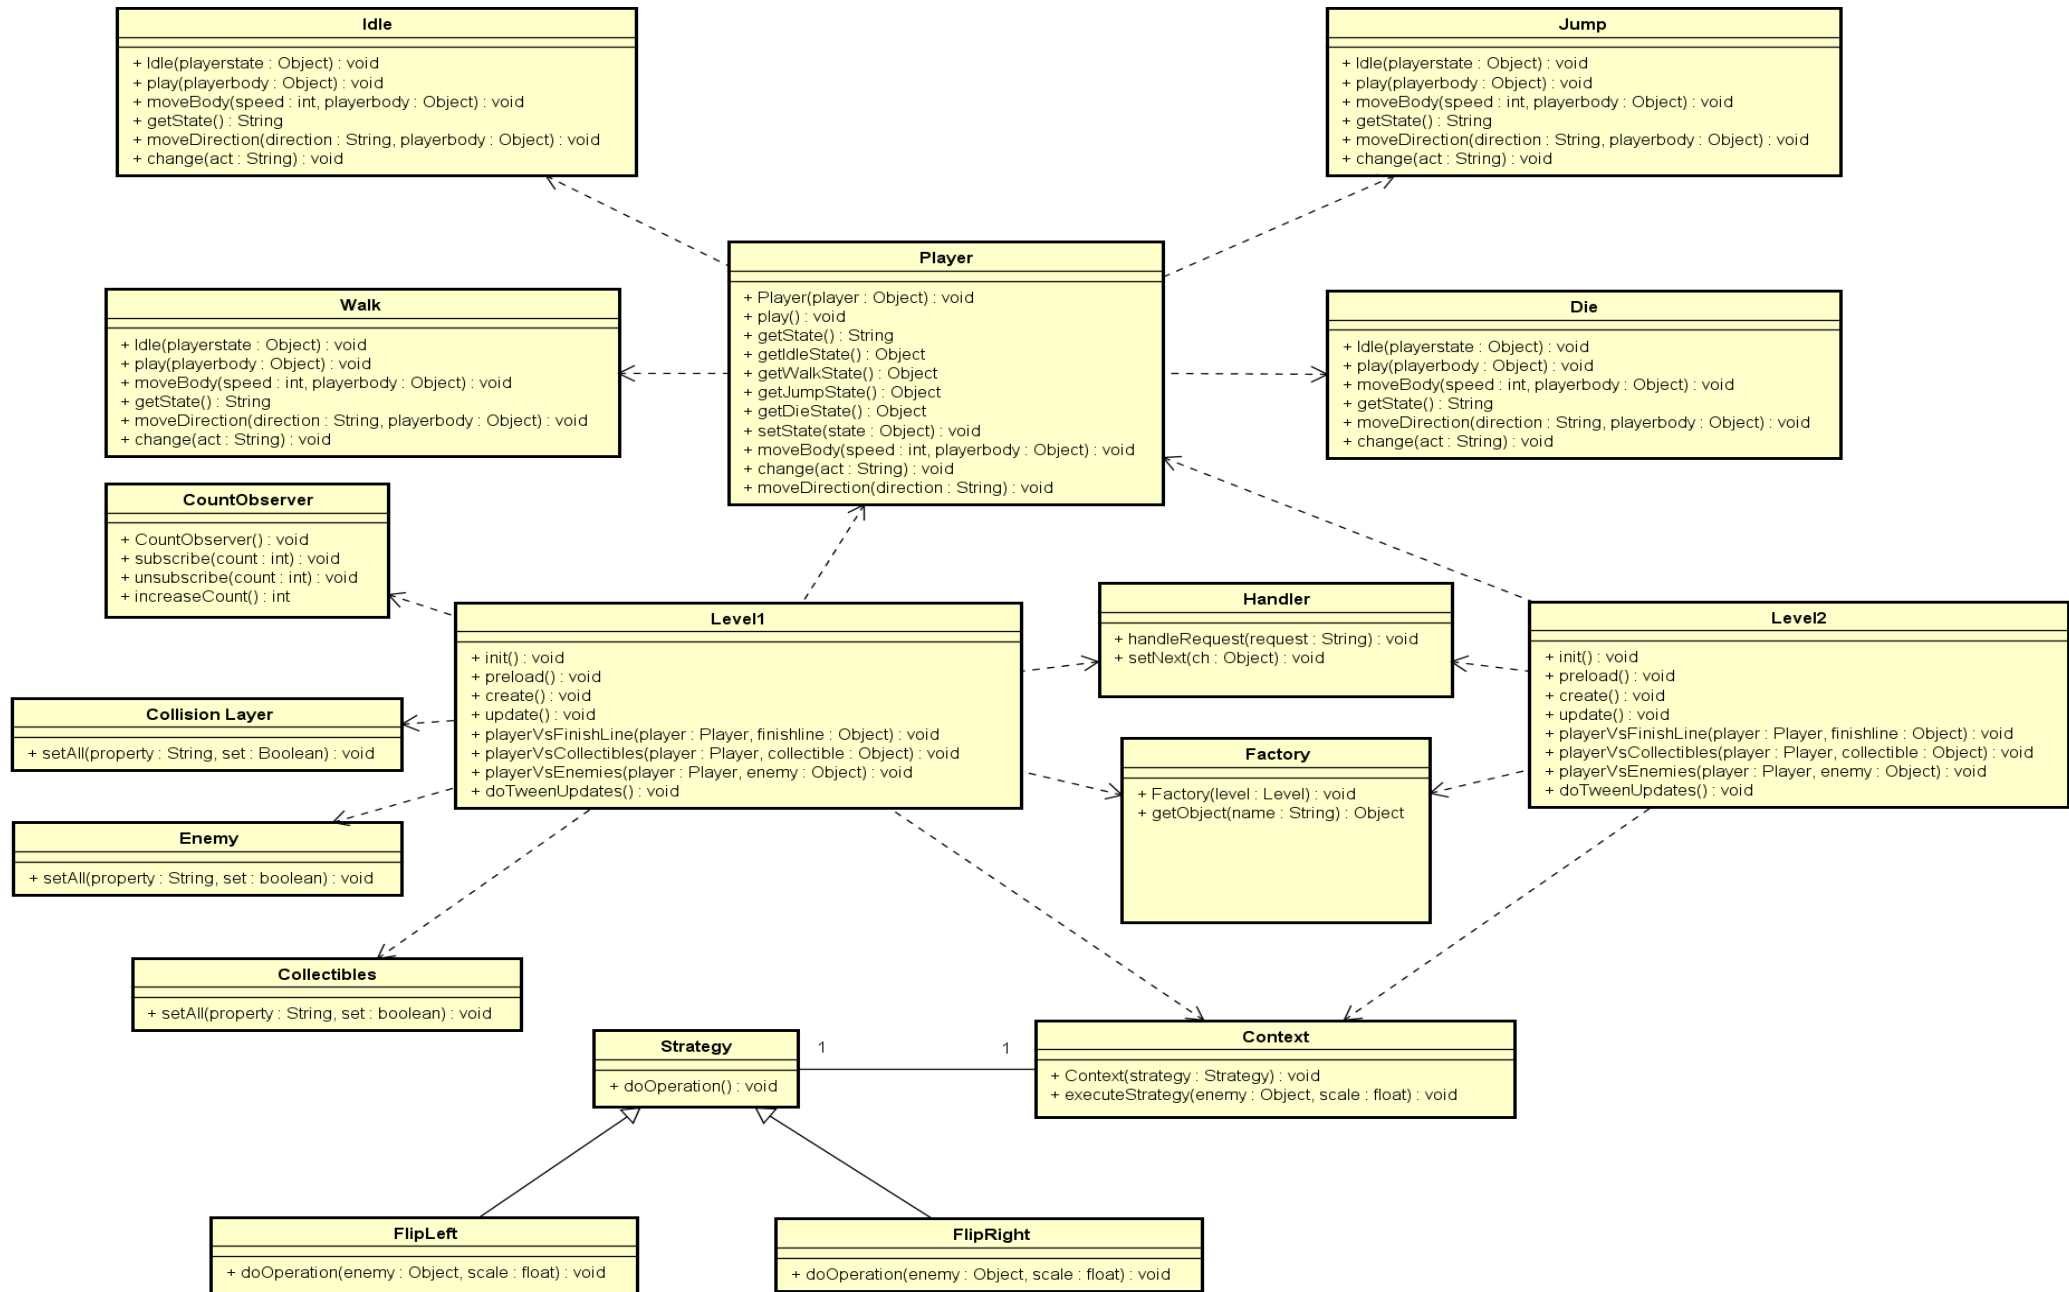 Idle
+ Idle(playerstate : Object) : void
+ play(playerbody : Object) : void
+ moveBody(speed : int, playerbody : Object) : void
+ getState() : String
+ moveDirection(direction : String, playerbody : Object) : void
+ change(act : String) : void
Jump
+ Idle(playerstate : Object) : void
+ play(playerbody : Object) : void
+ moveBody(speed : int, playerbody : Object) : void
+ getState() : String
+ moveDirection(direction : String, playerbody : Object) : void
+ change(act : String) : void
Player
+ Player(player : Object) : void
+ play() : void
+ getState() : String
+ getIdleState() : Object
+ getWalkState() : Object
+ getJumpState() : Object
+ getDieState() : Object
+ setState(state : Object) : void
+ moveBody(speed : int, playerbody : Object) : void
+ change(act : String) : void
+ moveDirection(direction : String) : void
Walk
+ Idle(playerstate : Object) : void
+ play(playerbody : Object) : void
+ moveBody(speed : int, playerbody : Object) : void
+ getState() : String
+ moveDirection(direction : String, playerbody : Object) : void
+ change(act : String) : void
Die
+ Idle(playerstate : Object) : void
+ play(playerbody : Object) : void
+ moveBody(speed : int, playerbody : Object) : void
+ getState() : String
+ moveDirection(direction : String, playerbody : Object) : void
+ change(act : String) : void
CountObserver
+ CountObserver() : void
+ subscribe(count : int) : void
+ unsubscribe(count : int) : void
+ increaseCount() : int
Level1
+ init() : void
+ preload() : void
+ create() : void
+ update() : void
+ playerVsFinishLine(player : Player, finishline : Object) : void
+ playerVsCollectibles(player : Player, collectible : Object) : void
+ playerVsEnemies(player : Player, enemy : Object) : void
+ doTweenUpdates() : void
Handler
+ handleRequest(request : String) : void
+ setNext(ch : Object) : void
Level2
+ init() : void
+ preload() : void
+ create() : void
+ update() : void
+ playerVsFinishLine(player : Player, finishline : Object) : void
+ playerVsCollectibles(player : Player, collectible : Object) : void
+ playerVsEnemies(player : Player, enemy : Object) : void
+ doTweenUpdates() : void
Collision Layer
+ setAll(property : String, set : Boolean) : void
Factory
+ Factory(level : Level) : void
+ getObject(name : String) : Object
Enemy
+ setAll(property : String, set : boolean) : void
Collectibles
+ setAll(property : String, set : boolean) : void
Strategy
+ doOperation() : void
1
1
Context
+ Context(strategy : Strategy) : void
+ executeStrategy(enemy : Object, scale : float) : void
FlipLeft
+ doOperation(enemy : Object, scale : float) : void
FlipRight
+ doOperation(enemy : Object, scale : float) : void